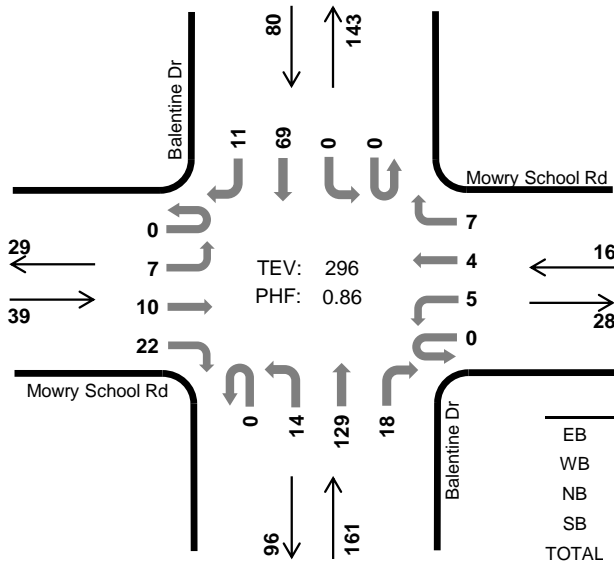 80
143
Balentine Dr
11
69
0
0
Mowry School Rd
29
0
7
16
7
TEV: 296
4
39
10
PHF: 0.86
5
28
22
0
Mowry School Rd
0
14
129
18
Balentine Dr
EB
WB
NB
SB
TOTAL
96
161